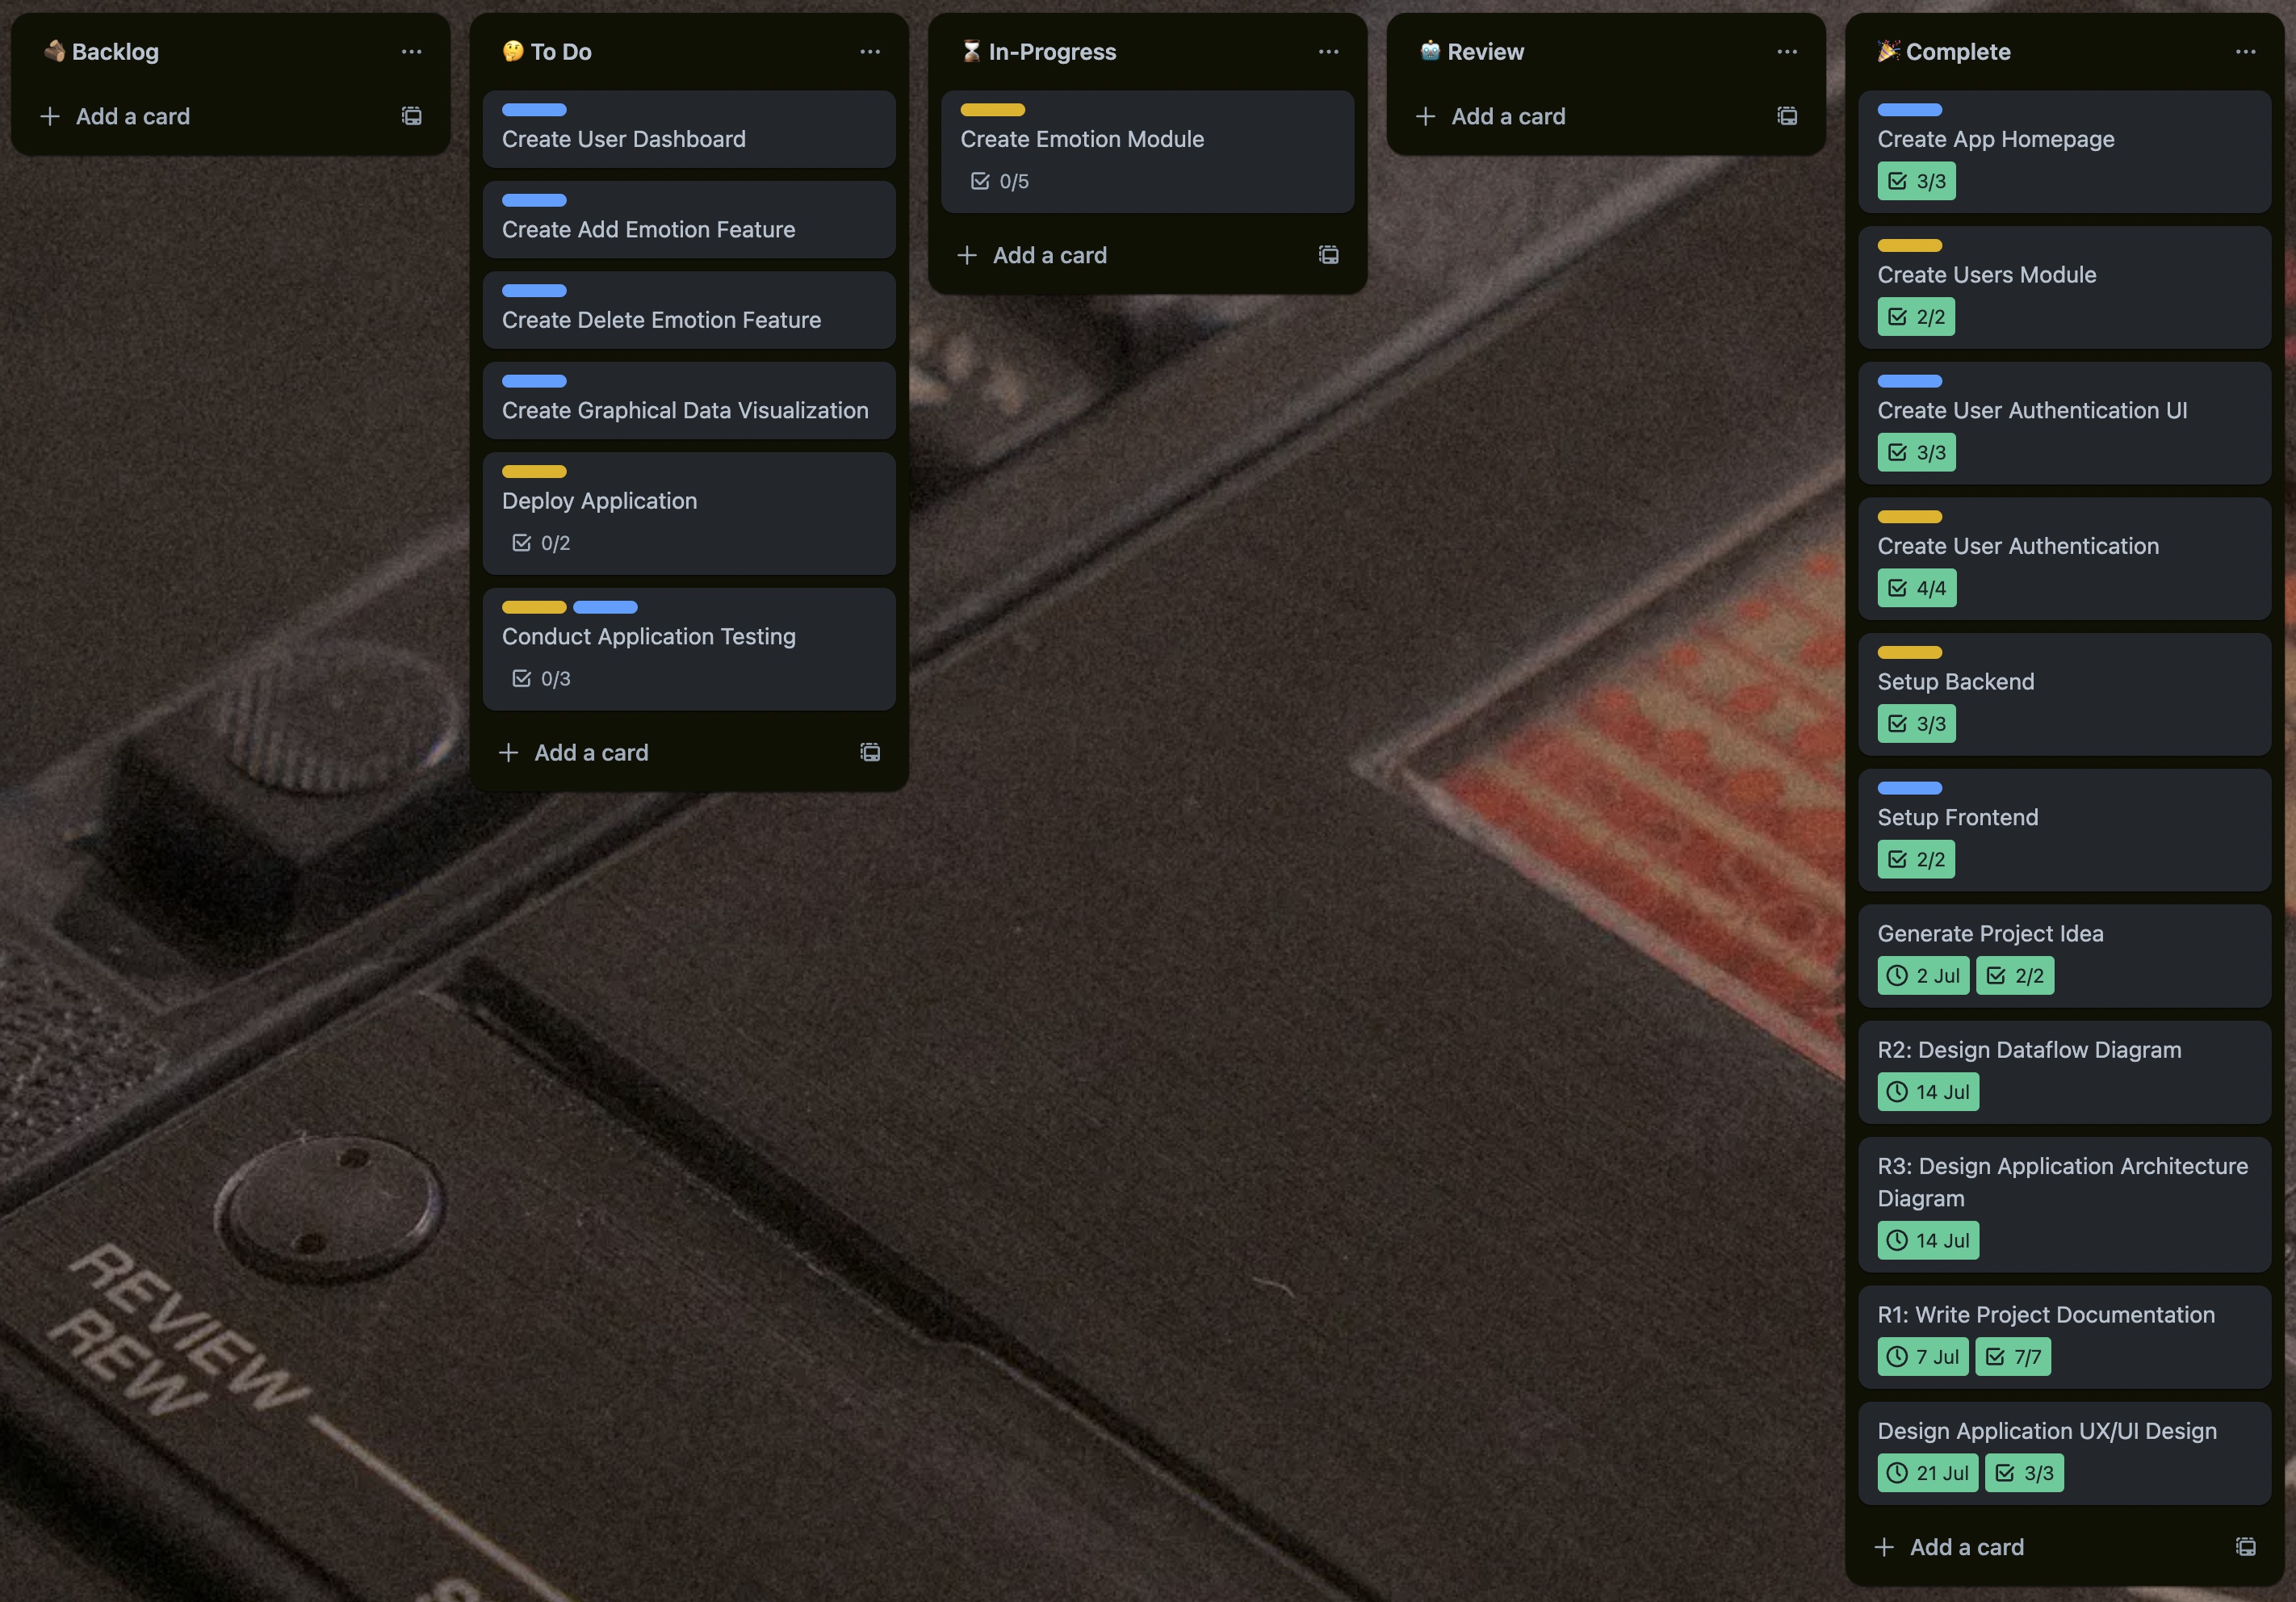 Backlog
Add a card
To Do
Create User Dashboard
Create Add Emotion Feature
Create Delete Emotion Feature
Create Graphical Data Visualization
Deploy Application
0/2
Conduct Application Testing
0/3
Add a card
In-Progress
Create Emotion Module
0/5
Add a card
Review
Add a card
Complete
Create App Homepage
3/3
Create Users Module
2/2
Create User Authentication UI
3/3
Create User Authentication
4/4
Setup Backend
3/3
Setup Frontend
2/2
Generate Project Idea
2 Jul 2/2
R2: Design Dataflow Diagram
14 Jul
R3: Design Application Architecture
Diagram
14 Jul
R1: Write Project Documentation
7 Jul 7/7
Design Application UX/UI Design
21 Jul 3/3
Add a card
REVIEW
REW